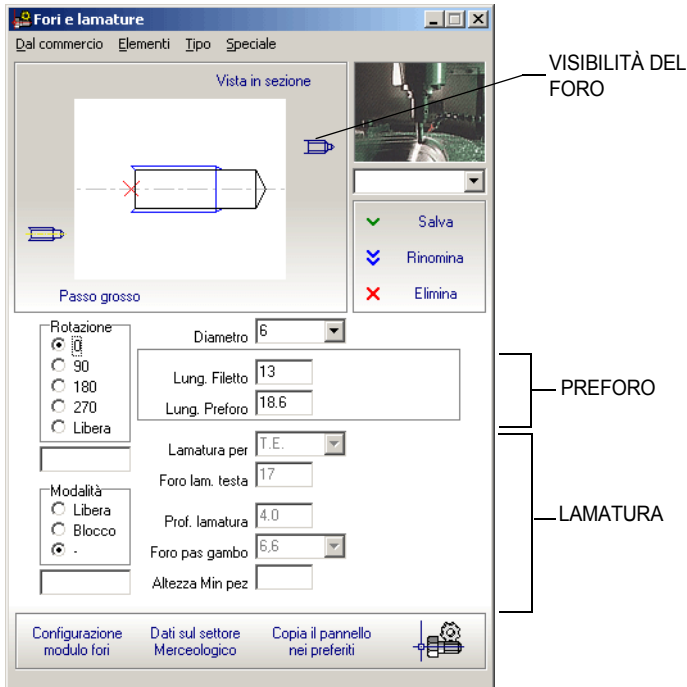 Fori e lamature
Dal commercio Elementi Tipo Speciale
Vista in sezione
VISIBILITÀ DEL
FORO
Salva
Rinomina
Elimina
Passo grosso
Rotazione
0
90
180
270
Libera
Diametro 6
Lung. Filetto 13
Lung. Preforo 18.6
PREFORO
Lamatura per T.E.
Foro lam. testa 17
Prof. lamatura 4.0
Foro pas gambo 6,6
Altezza Min pez
LAMATURA
Modalità
Libera
Blocco
-
Configurazione
modulo fori
Dati sul settore
Merceologico
Copia il pannello
nei preferiti